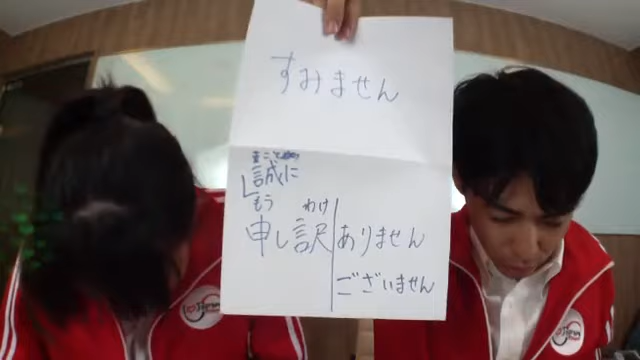 すみません
まこと
誠に
もう わけ
申し訳 ありません
ございません